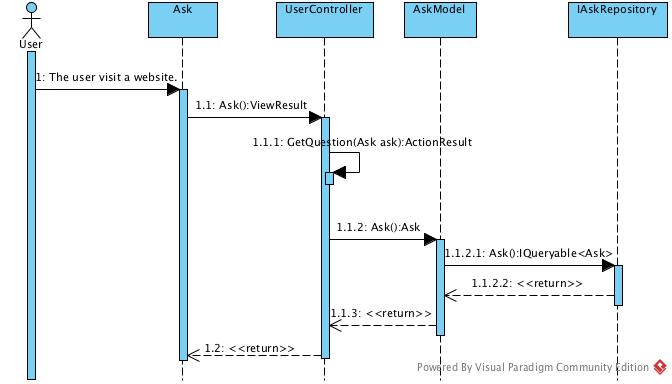 Ask
UserController
AskModel
IAskRepository
User
1: The user visit a website.
1.1: Ask():ViewResult
1.1.1: GetQuestion(Ask ask):ActionResult
1.1.2: Ask():Ask
1.1.2.1: Ask():IQueryable<Ask>
1.1.2.2: <<return>>
1.1.3: <<return>>
1.2: <<return>>
Powered By Visual Paradigm Community Edition